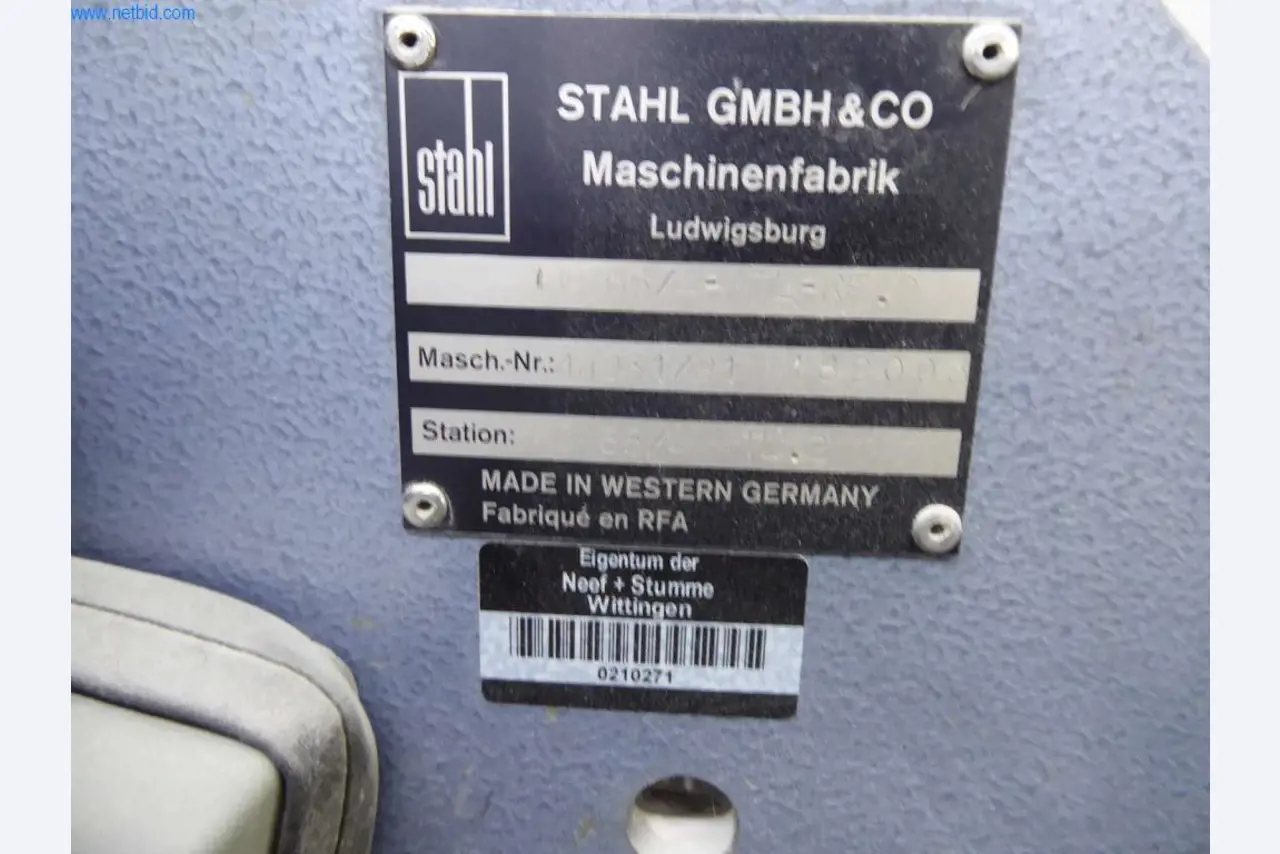 www.netbid.com
stahl
STAHL GMBH & CO
Maschinenfabrik
Ludwigsburg
Masch.-Nr.:
Station:
MADE IN WESTERN GERMANY
Fabriqué en RFA
Eigentum der
Neef + Stumme
Wittingen
0210271